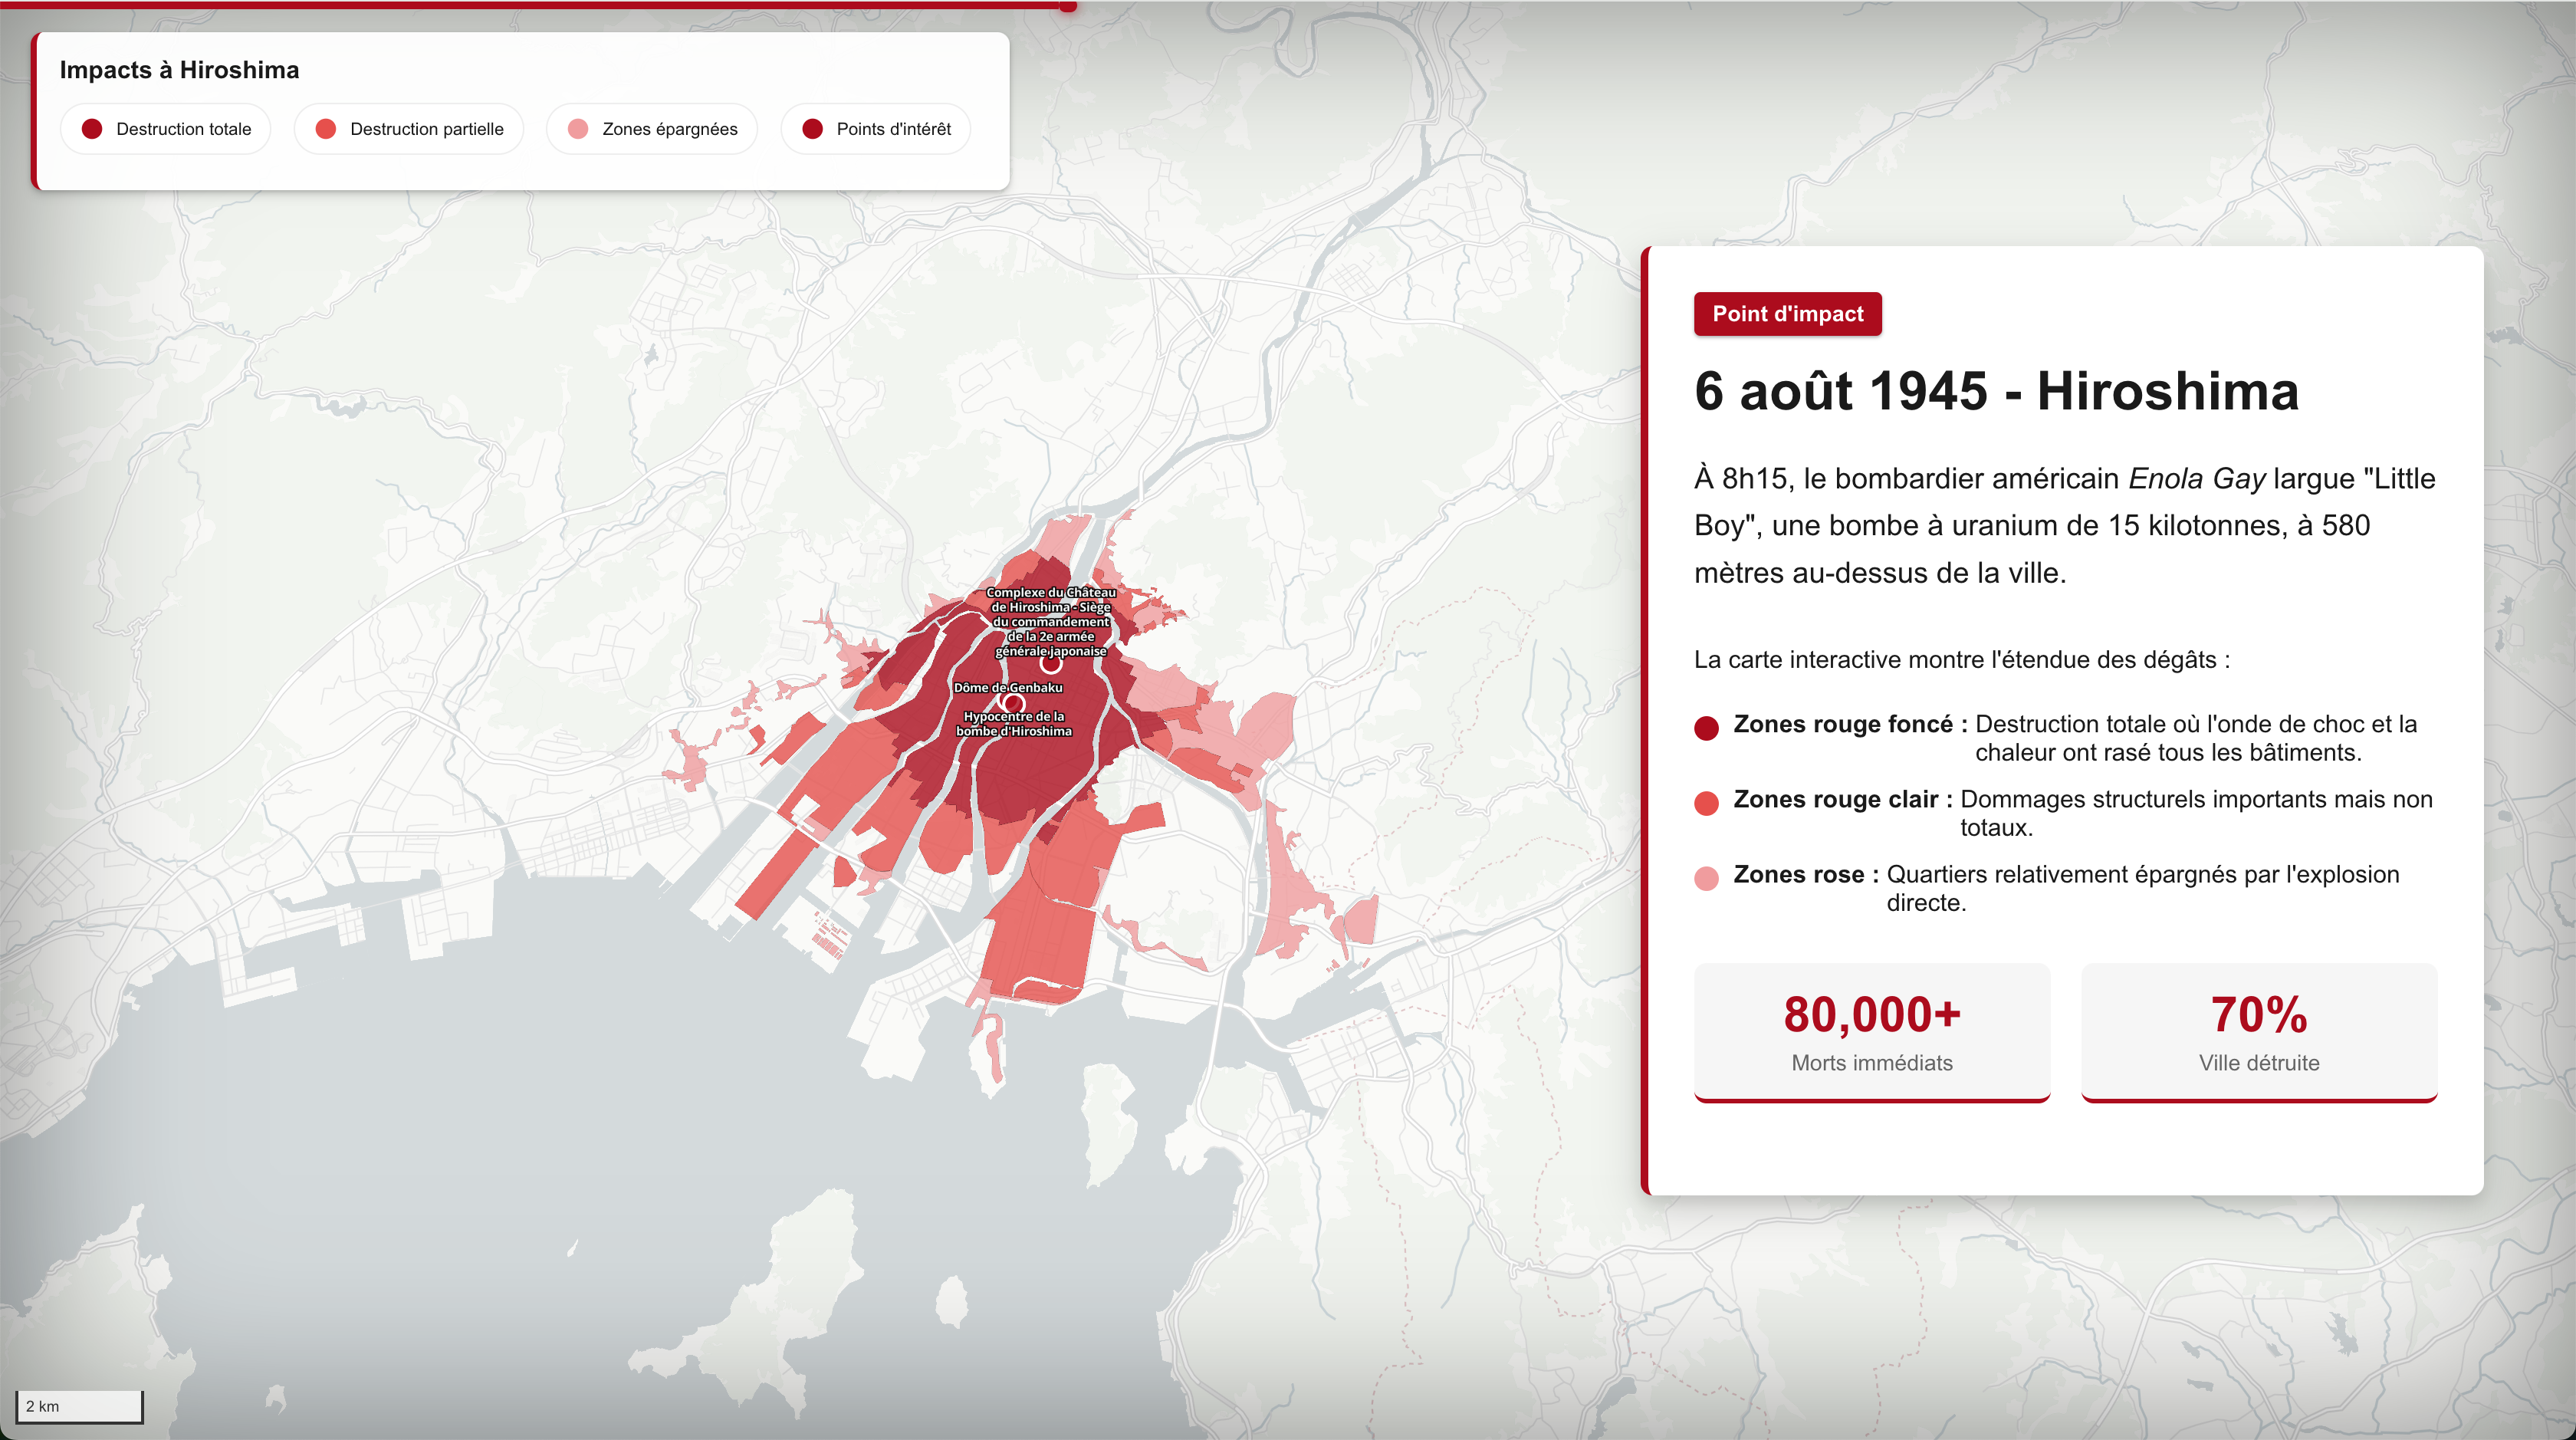 Impacts à Hiroshima
Destruction totale
Destruction partielle
Zones épargnées
Points d'intérêt
Complexe du Château
de Hiroshima - Siège
du commandement
de la 2e armée
générale japonaise
Dôme de Genbaku
Hypocentre de la
bombe d'Hiroshima
Point d'impact
6 août 1945 - Hiroshima
À 8h15, le bombardier américain Enola Gay largue "Little
Boy", une bombe à uranium de 15 kilotonnes, à 580
mètres au-dessus de la ville.
La carte interactive montre l'étendue des dégâts :
Zones rouge foncé : Destruction totale où l'onde de choc et la
chaleur ont rasé tous les bâtiments.
Zones rouge clair : Dommages structurels importants mais non
totaux.
Zones rose : Quartiers relativement épargnés par l'explosion
directe.
80,000+
Morts immédiats
70%
Ville détruite
2 km